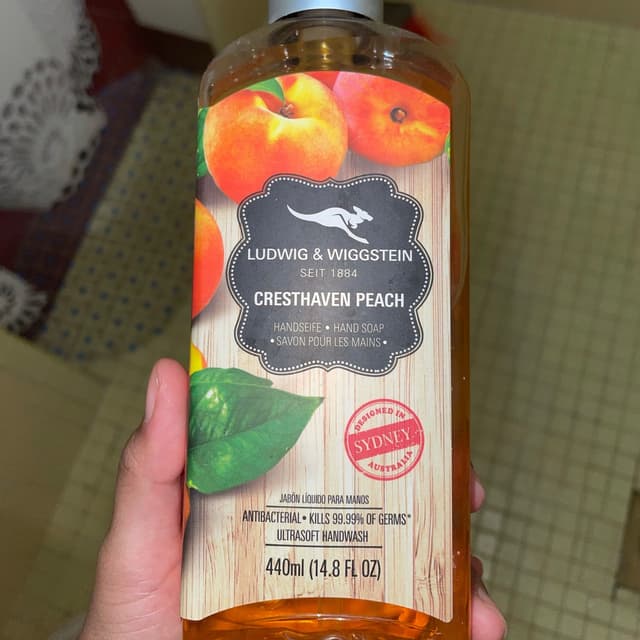 LUDWIG & WIGGSTEIN
SEIT 1884
CRESTHAVEN PEACH
HANDSEIFE • HAND SOAP
• SAVON POUR LES MAINS •
DESIGNED IN
SYDNEY
AUSTRALIA
JABÓN LÍQUIDO PARA MANOS
ANTIBACTERIAL • KILLS 99.99% OF GERMS*
ULTRASOFT HANDWASH
440ml (14.8 FL OZ)